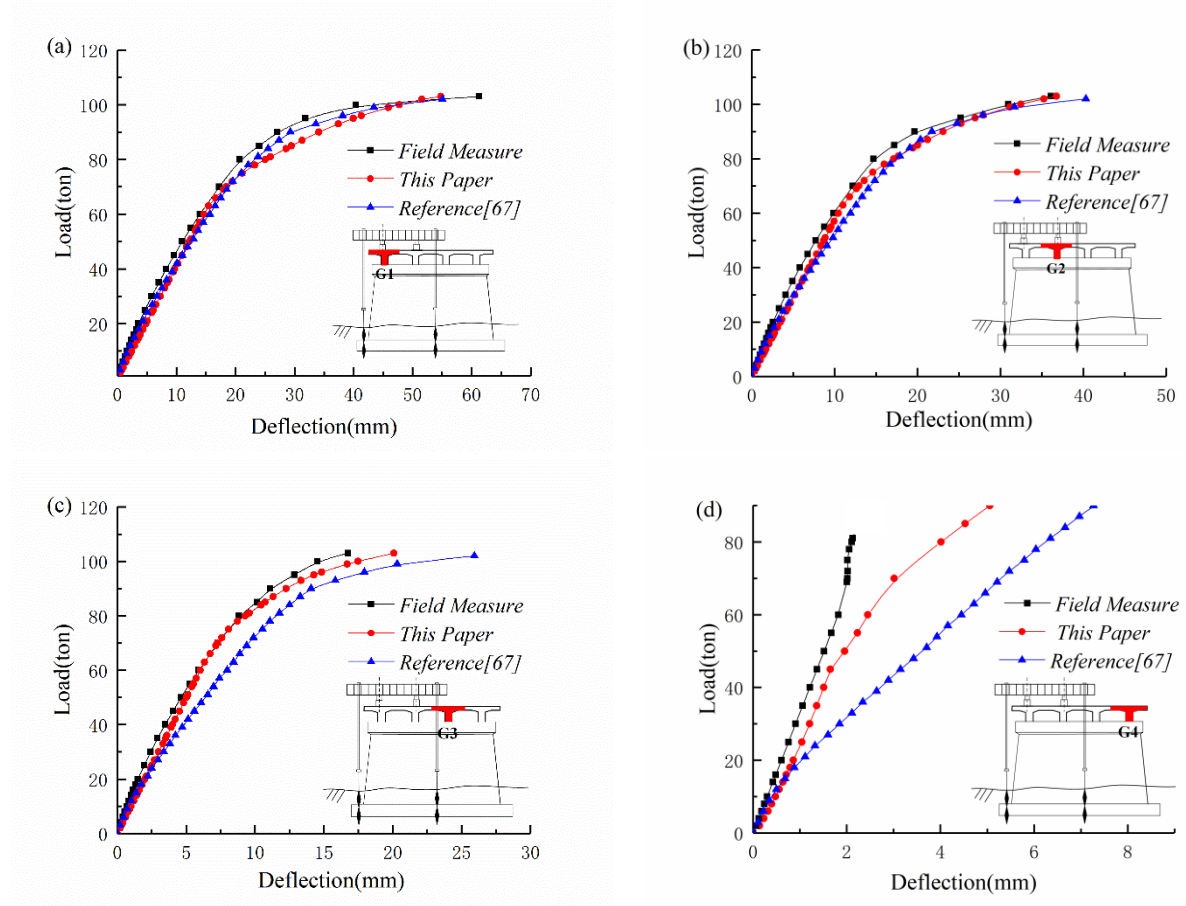 (a)
120
100
80
60
40
20
Load(ton)
Field Measure
This Paper
Reference[67]
G1
0 10 20 30 40 50 60 70
Deflection(mm)
(b)
120
100
80
60
40
20
0
Load(ton)
Field Measure
This Paper
Reference[67]
G2
0 10 20 30 40 50
Deflection(mm)
(c)
120
100
80
60
40
20
0
Load(ton)
Field Measure
This Paper
Reference[67]
G3
0 5 10 15 20 25 30
Deflection(mm)
(d)
80
60
40
20
0
Load(ton)
Field Measure
This Paper
Reference[67]
G4
0 2 4 6 8
Deflection(mm)